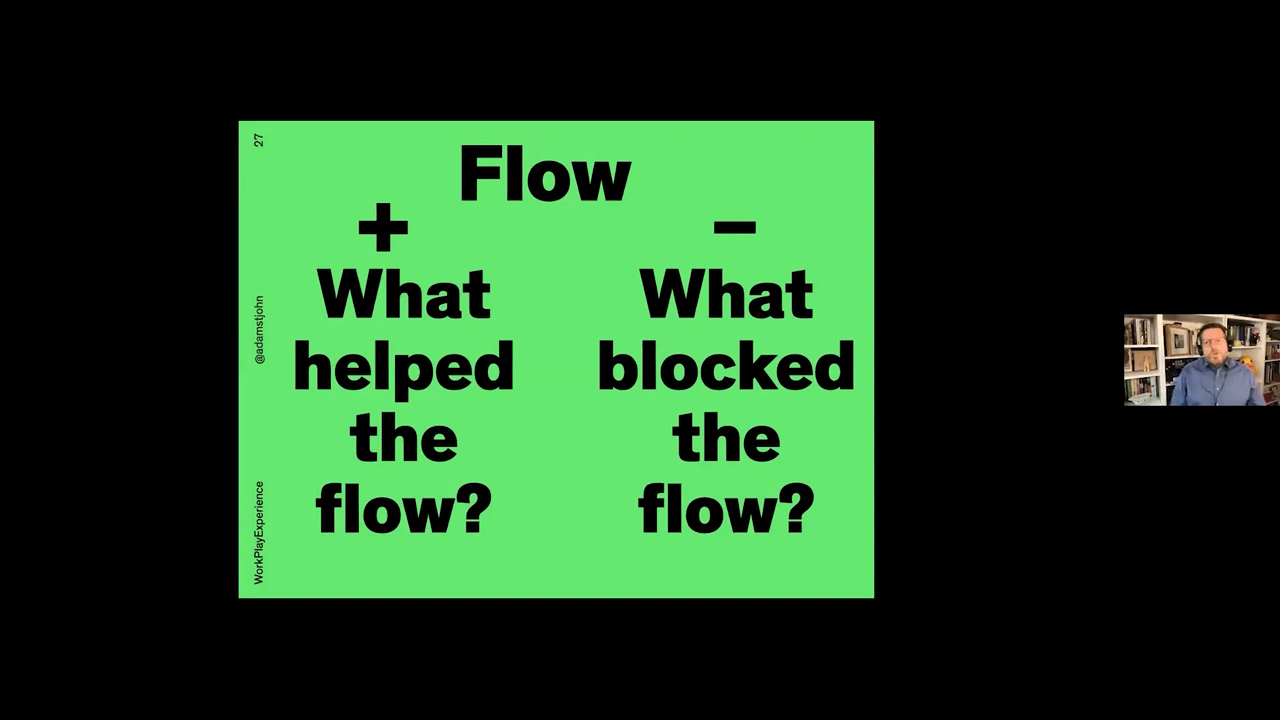 27
@adamstjohn
WorkPlayExperience
Flow
+
What
helped
the
flow?
–
What
blocked
the
flow?